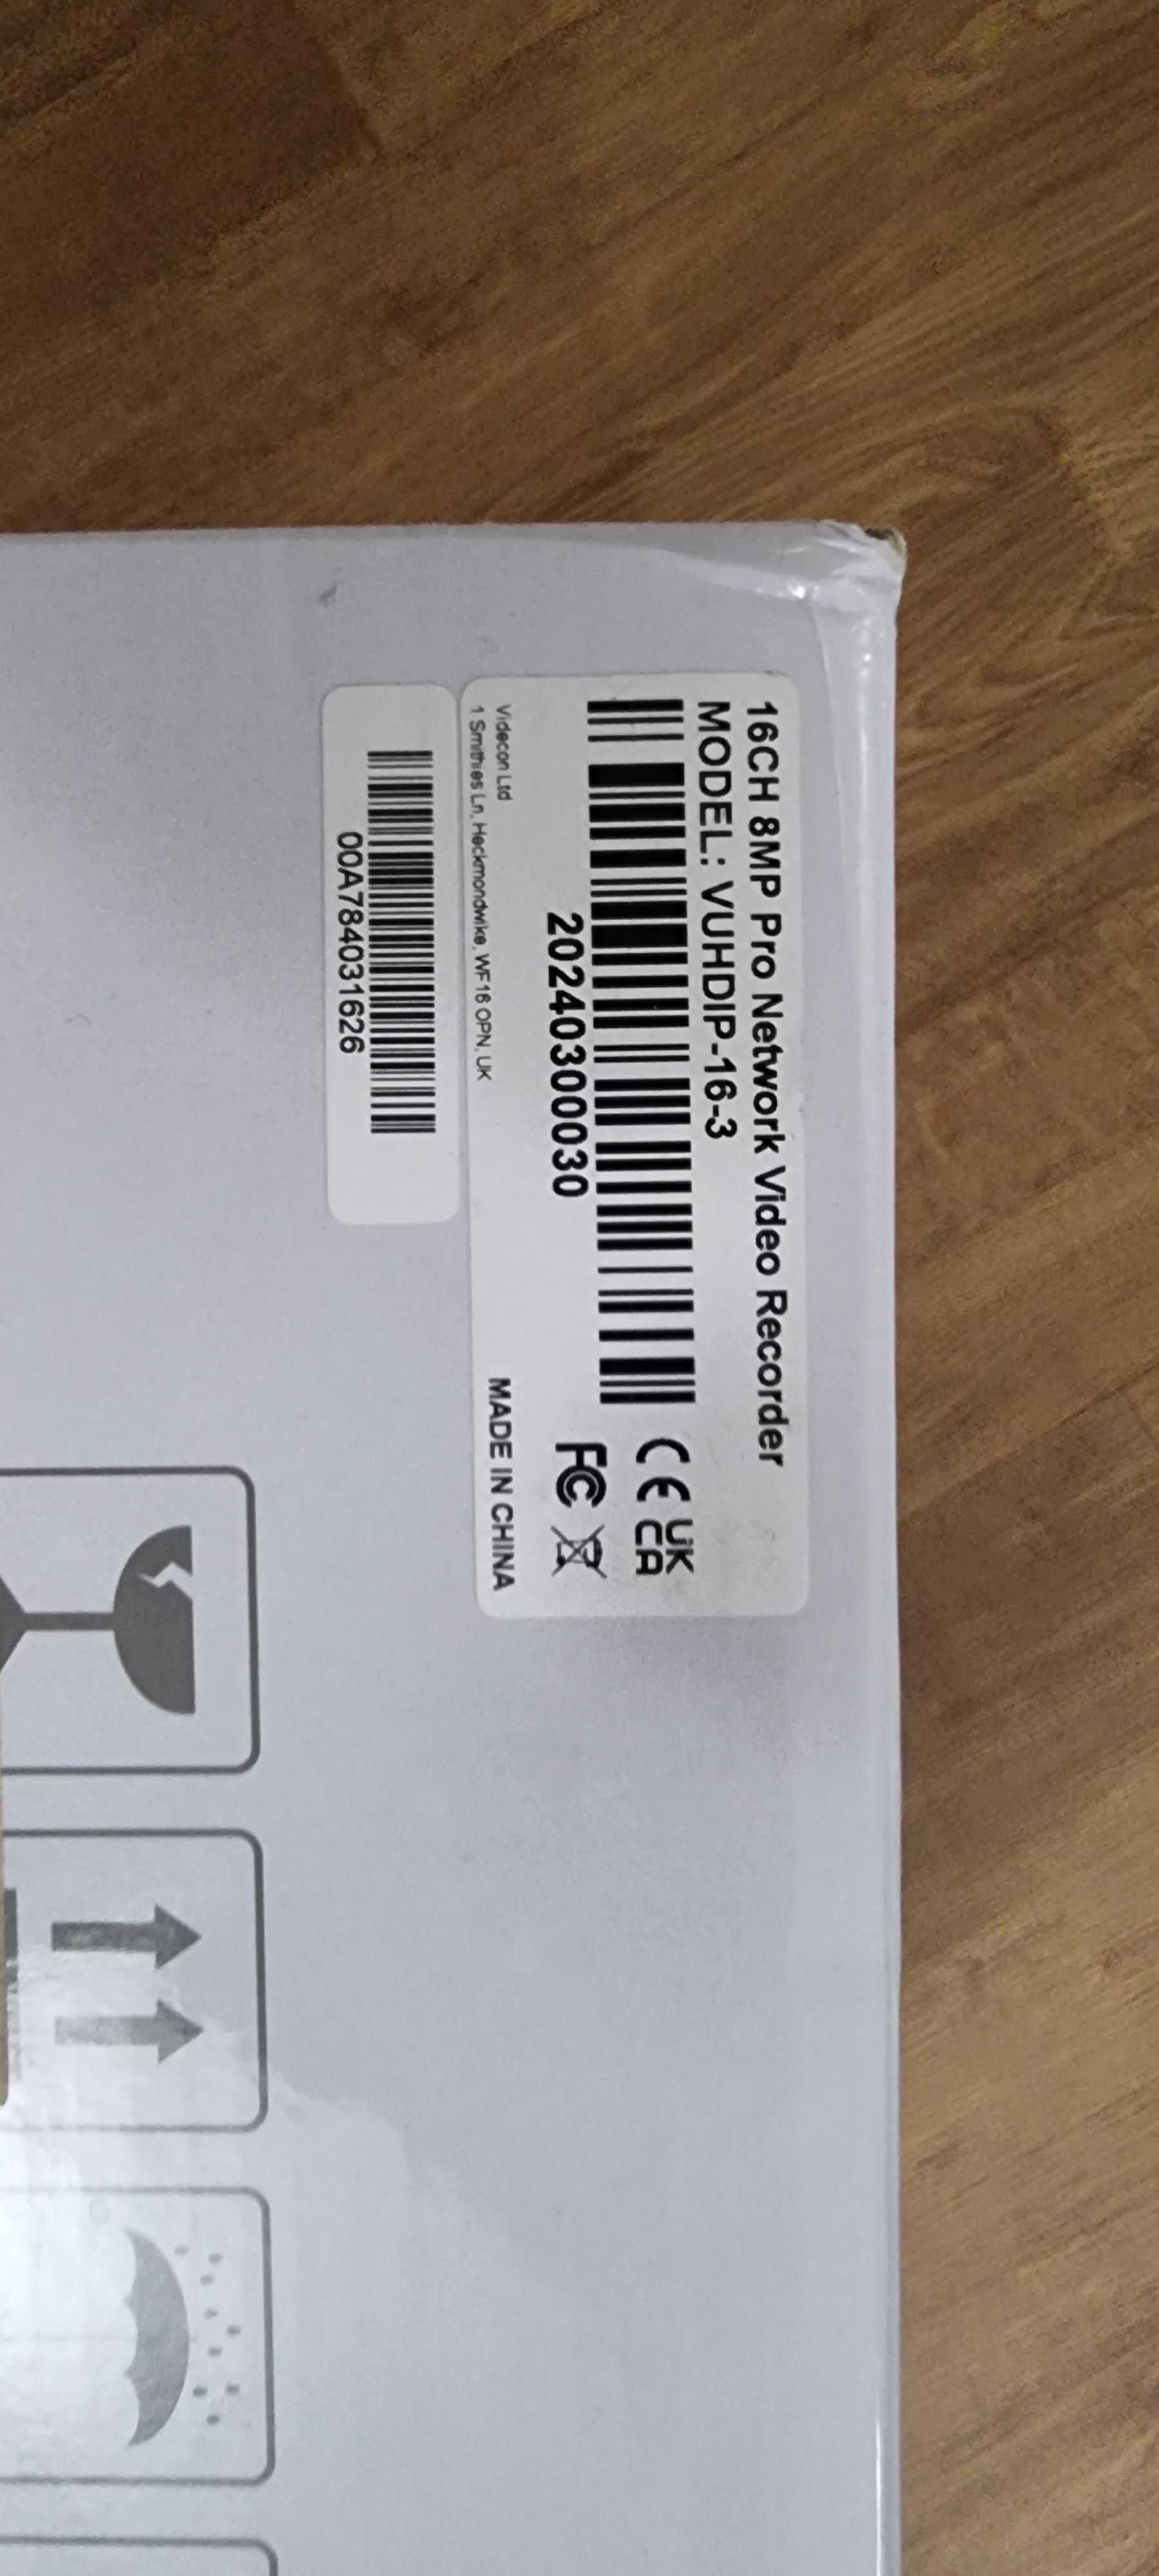 16CH 8MP Pro Network Video Recorder
MODEL: VUHDIP-16-3
202403000030
CE UK CA
FC
Videcon Ltd
1 Smithies Ln, Heckmondwike, WF16 0PN, UK
MADE IN CHINA
00A784031626